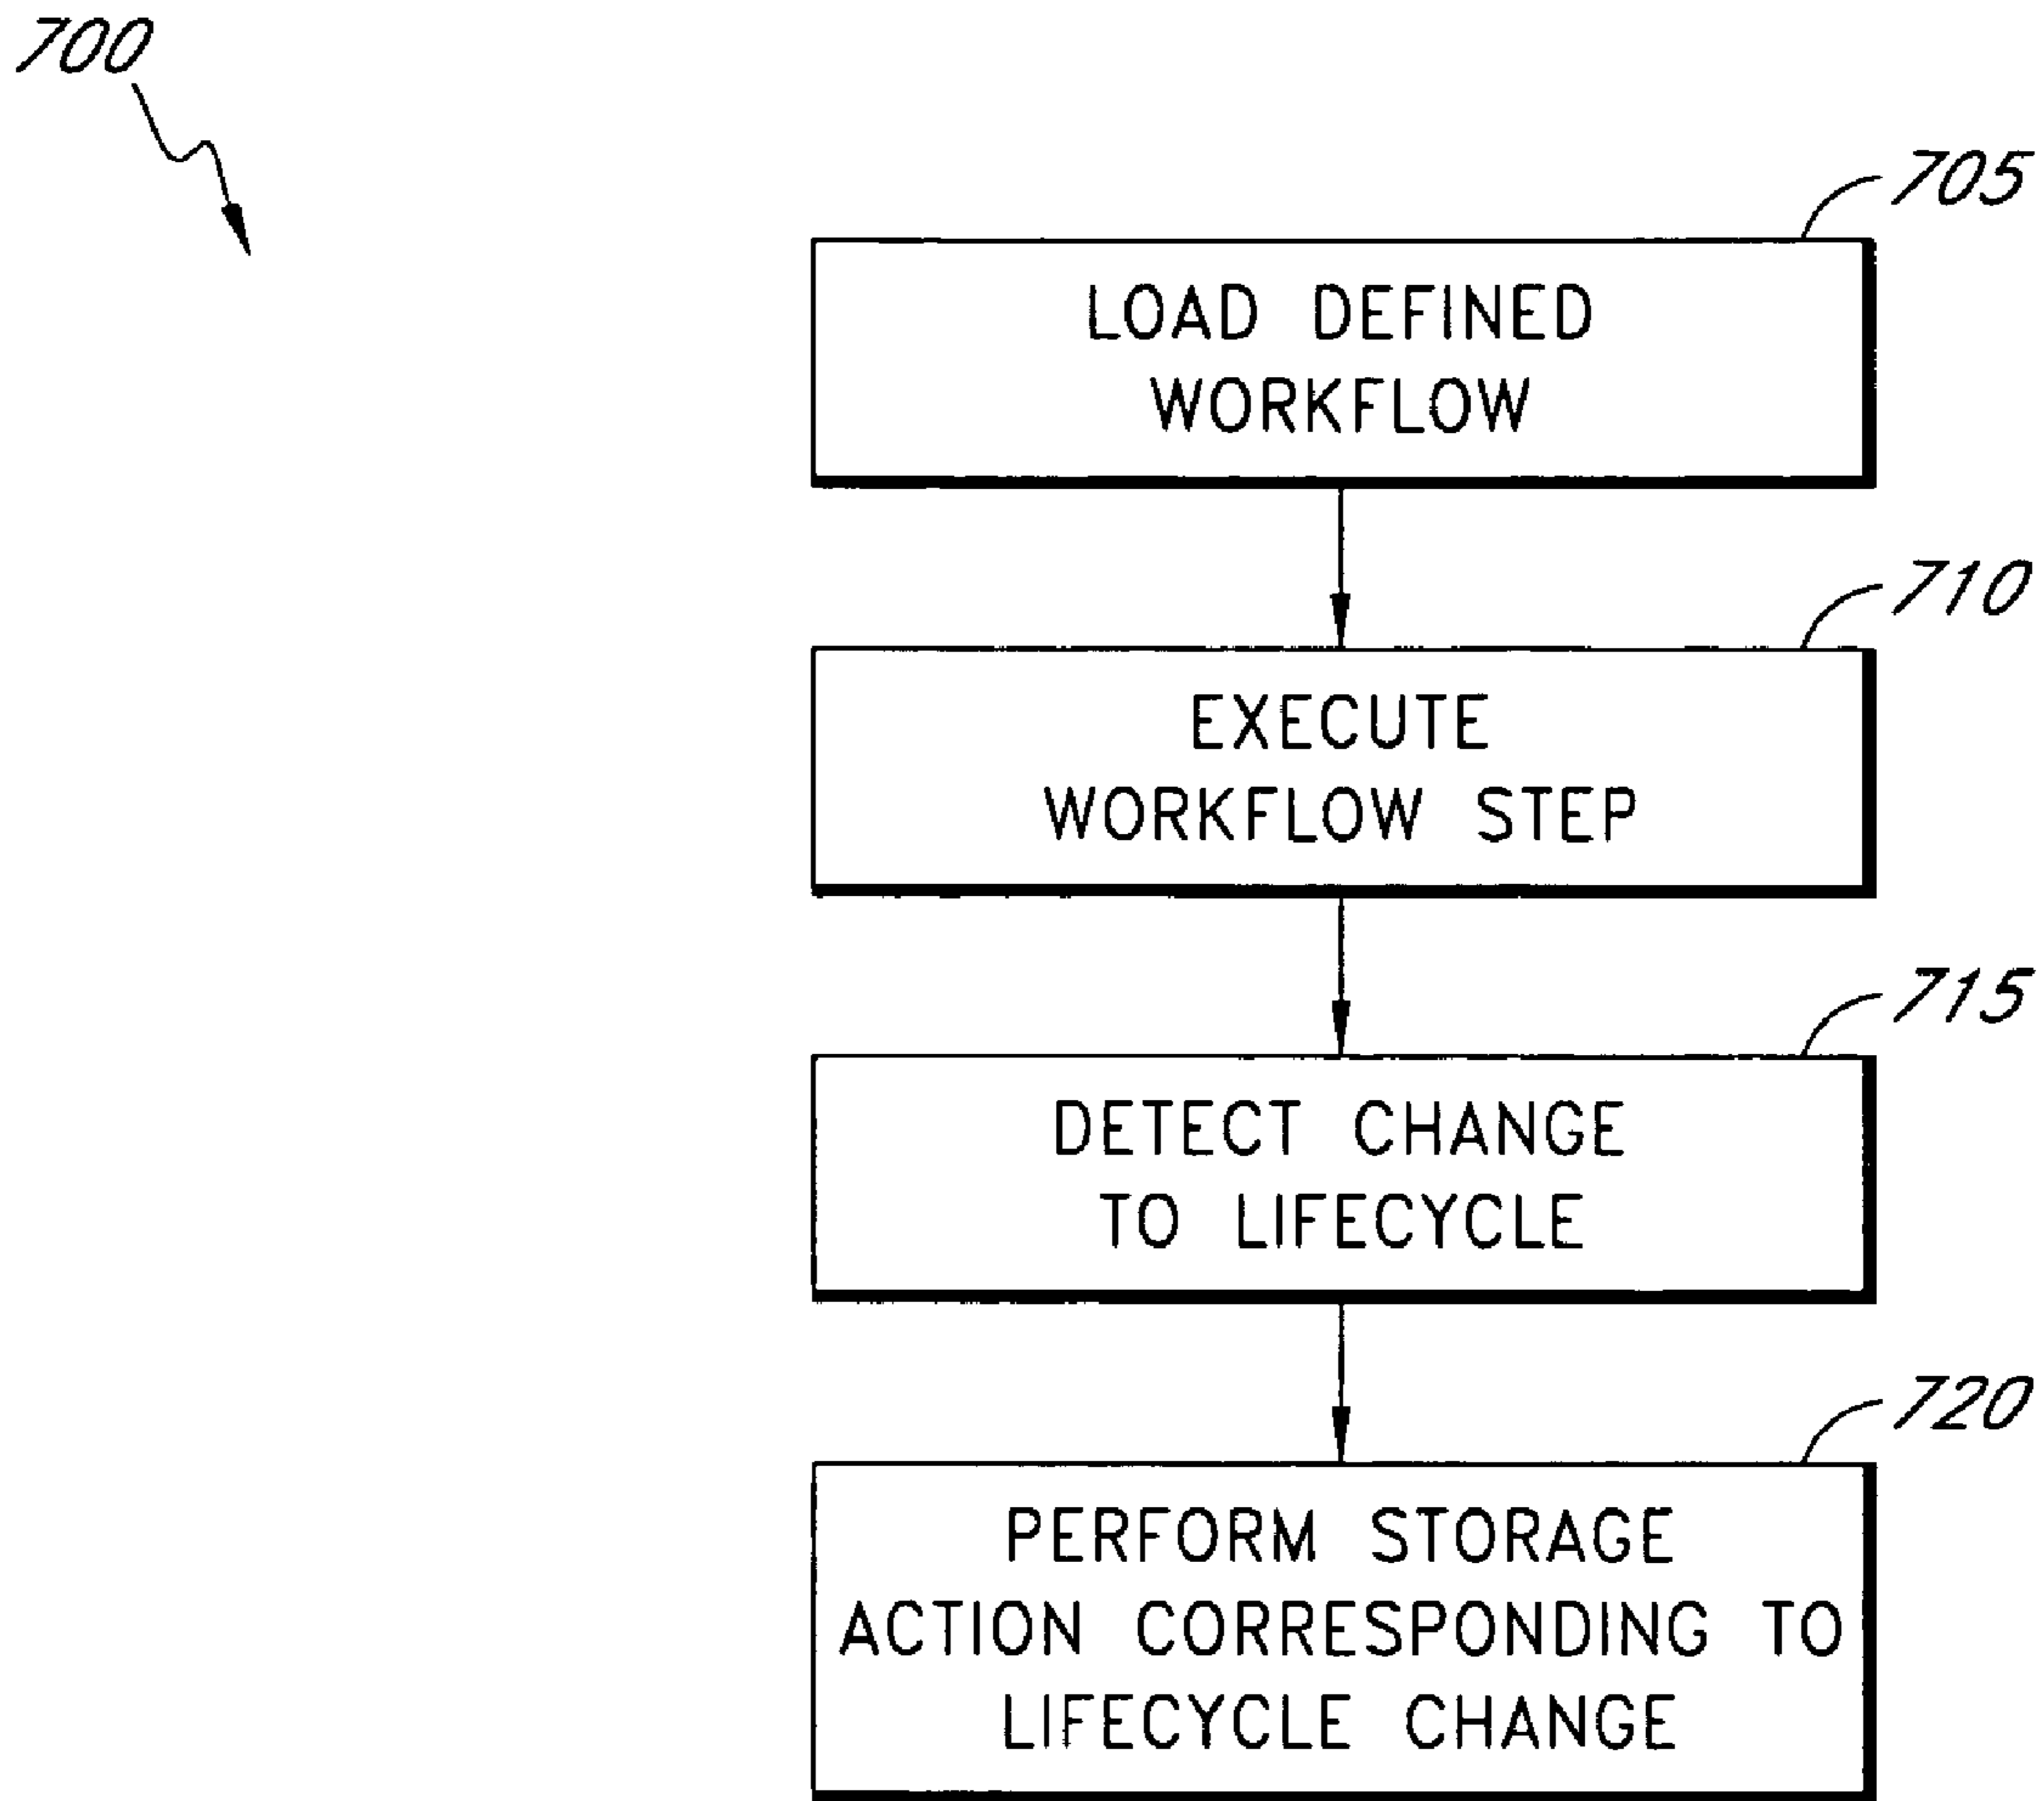 700
705
LOAD DEFINED
WORKFLOW
710
EXECUTE
WORKFLOW STEP
715
DETECT CHANGE
TO LIFECYCLE
720
PERFORM STORAGE
ACTION CORRESPONDING TO
LIFECYCLE CHANGE